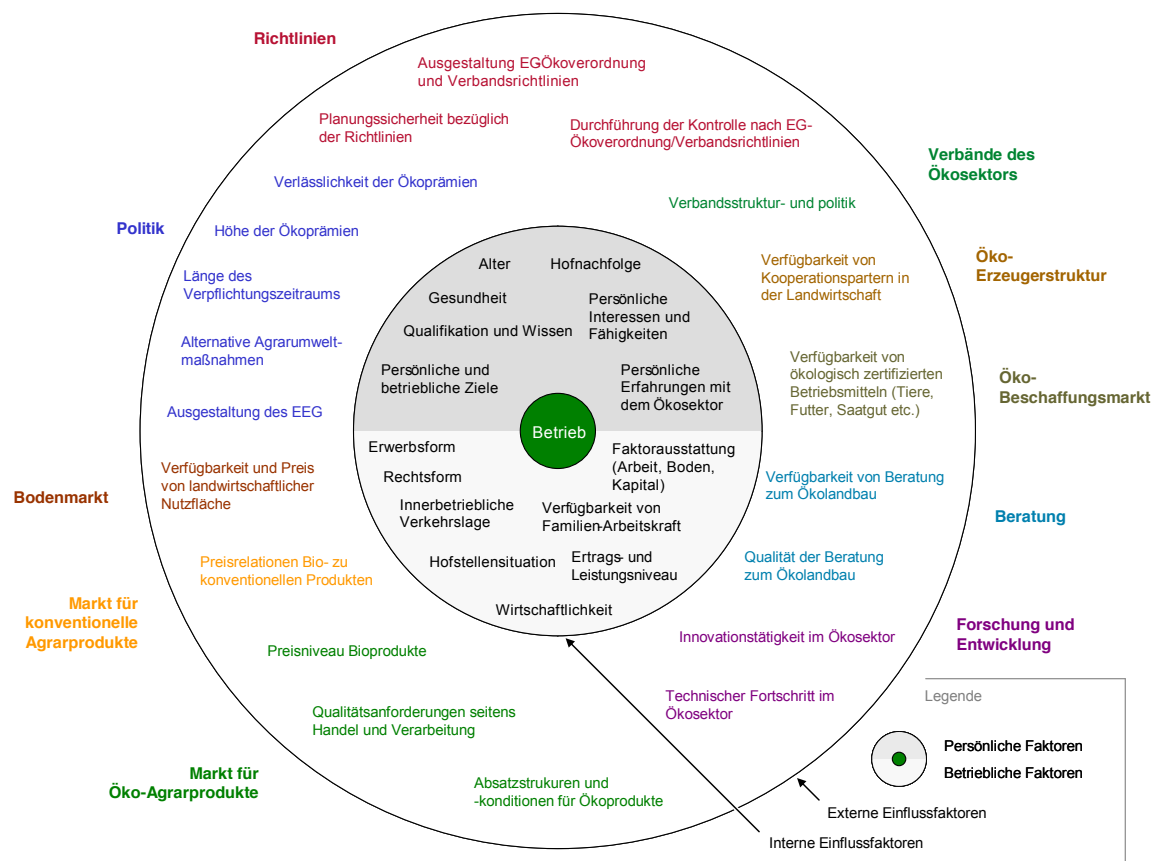 Richtlinien
Ausgestaltung EGÖkoverordnung
und Verbandsrichtlinien
Planungssicherheit bezüglich
der Richtlinien
Durchführung der Kontrolle nach EG-
Ökoverordnung/Verbandsrichtlinien
Verbände des
Ökosektors
Verbandsstruktur- und politik
Politik
Verlässlichkeit der Ökoprämien
Höhe der Ökoprämien
Länge des
Verpflichtungszeitraums
Alternative Agrarumwelt-
maßnahmen
Ausgestaltung des EEG
Öko-
Erzeugerstruktur
Verfügbarkeit von
Kooperationspartern in
der Landwirtschaft
Öko-
Beschaffungsmarkt
Verfügbarkeit von
ökologisch zertifizierten
Betriebsmitteln (Tiere,
Futter, Saatgut etc.)
Alter
Hofnachfolge
Gesundheit
Persönliche
Interessen und
Fähigkeiten
Qualifikation und Wissen
Persönliche und
betriebliche Ziele
Persönliche
Erfahrungen mit
dem Ökosektor
Betrieb
Erwerbsform
Faktorausstattung
(Arbeit, Boden,
Kapital)
Rechtsform
Innerbetriebliche
Verkehrslage
Verfügbarkeit von
Familien-Arbeitskraft
Hofstellensituation
Ertrags- und
Leistungsniveau
Wirtschaftlichkeit
Bodenmarkt
Verfügbarkeit und Preis
von landwirtschaftlicher
Nutzfläche
Beratung
Verfügbarkeit von Beratung
zum Ökolandbau
Qualität der Beratung
zum Ökolandbau
Markt für
konventionelle
Agrarprodukte
Preisrelationen Bio- zu
konventionellen Produkten
Forschung und
Entwicklung
Innovationstätigkeit im Ökosektor
Technischer Fortschritt im
Ökosektor
Markt für
Öko-Agrarprodukte
Preisniveau Bioprodukte
Qualitätsanforderungen seitens
Handel und Verarbeitung
Absatzstrukuren und
-konditionen für Ökoprodukte
Legende
Persönliche Faktoren
Betriebliche Faktoren
Externe Einflussfaktoren
Interne Einflussfaktoren